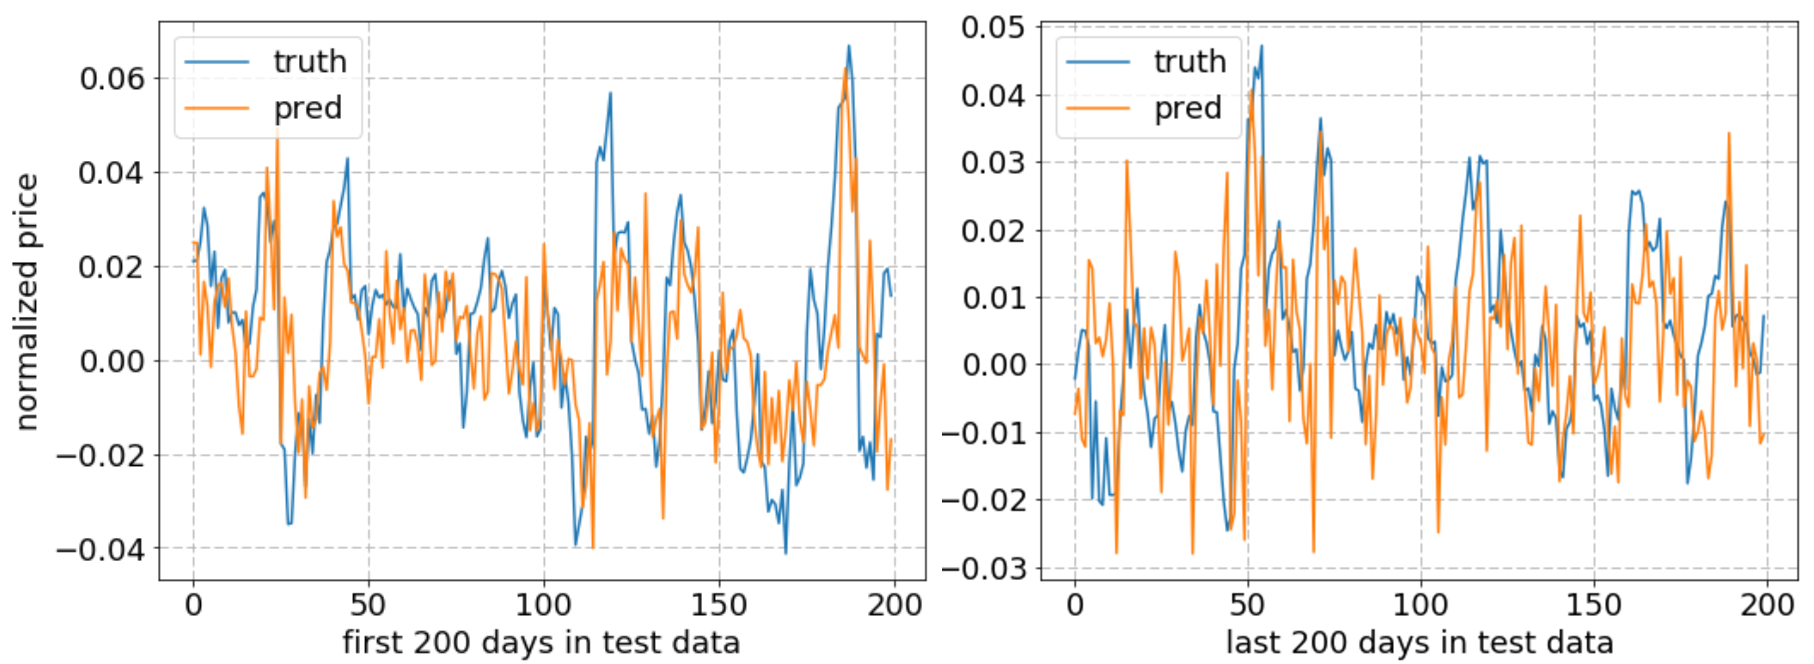 normalized price
0.06
0.04
0.02
0.00
−0.02
−0.04
truth
pred
0 50 100 150 200
first 200 days in test data
0.05
0.04
0.03
0.02
0.01
0.00
−0.01
−0.02
−0.03
truth
pred
0 50 100 150 200
last 200 days in test data